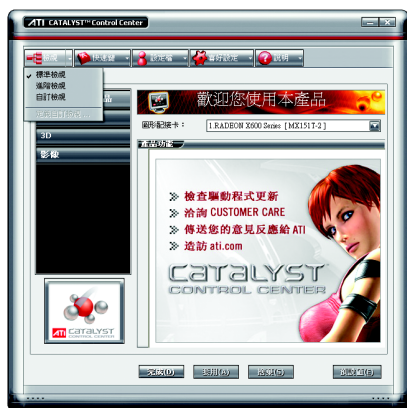 ATI CATALYST™ Control Center
檢視 快速窗 設定檔 喜好設定 說明
✓ 標準檢視
進階檢視
自訂檢視
品
3D
影像
歡迎您使用本產品
圖形配接卡：
1.RADEON X600 Series [ MX1517-2 ]
產品功能
≫ 檢查驅動程式更新
≫ 洽詢 CUSTOMER CARE
≫ 傳送您的意見反應給 ATI
≫ 造訪 ati.com
CATALYST
CONTROL CENTER
ATI CATALYST
CONTROL CENTER
完成(O) 套用(A) 捨棄(S) 預設值(E)